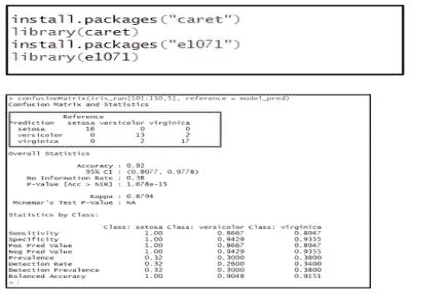 install.packages("caret")
library(caret)
install.packages("e1071")
library(e1071)
> confusionMatrix(iris_ran[101:150,5], reference = model_pred)
Confusion Matrix and Statistics
Reference
Prediction setosa versicolor virginica
setosa 16 0 0
versicolor 0 13 2
virginica 0 2 17
Overall Statistics
Accuracy : 0.92
95% CI : (0.8077, 0.9778)
No Information Rate : 0.38
P-Value [Acc > NIR] : 1.078e-15
Kappa : 0.8794
Mcnemar's Test P-Value : NA
Statistics by Class:
Class: setosa Class: versicolor Class: virginica
Sensitivity 1.00 0.8667 0.8947
Specificity 1.00 0.9429 0.9355
Pos Pred Value 1.00 0.8667 0.8947
Neg Pred Value 1.00 0.9429 0.9355
Prevalence 0.32 0.3000 0.3800
Detection Rate 0.32 0.2600 0.3400
Detection Prevalence 0.32 0.3000 0.3800
Balanced Accuracy 1.00 0.9048 0.9151
>